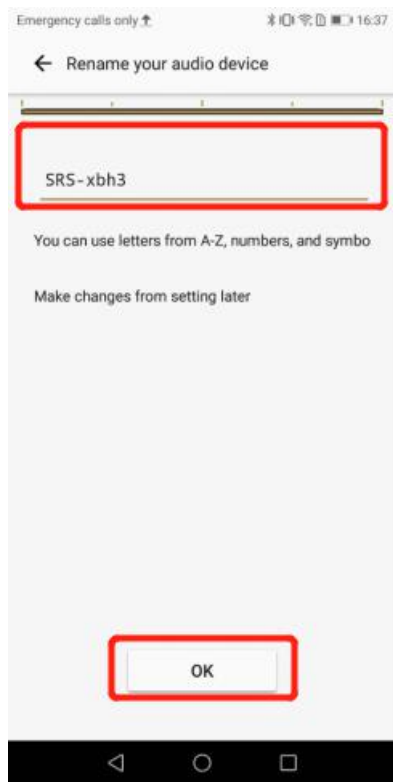 Emergency calls only 16:37
Rename your audio device
SRS-xbh3
You can use letters from A-Z, numbers, and symbo
Make changes from setting later
OK